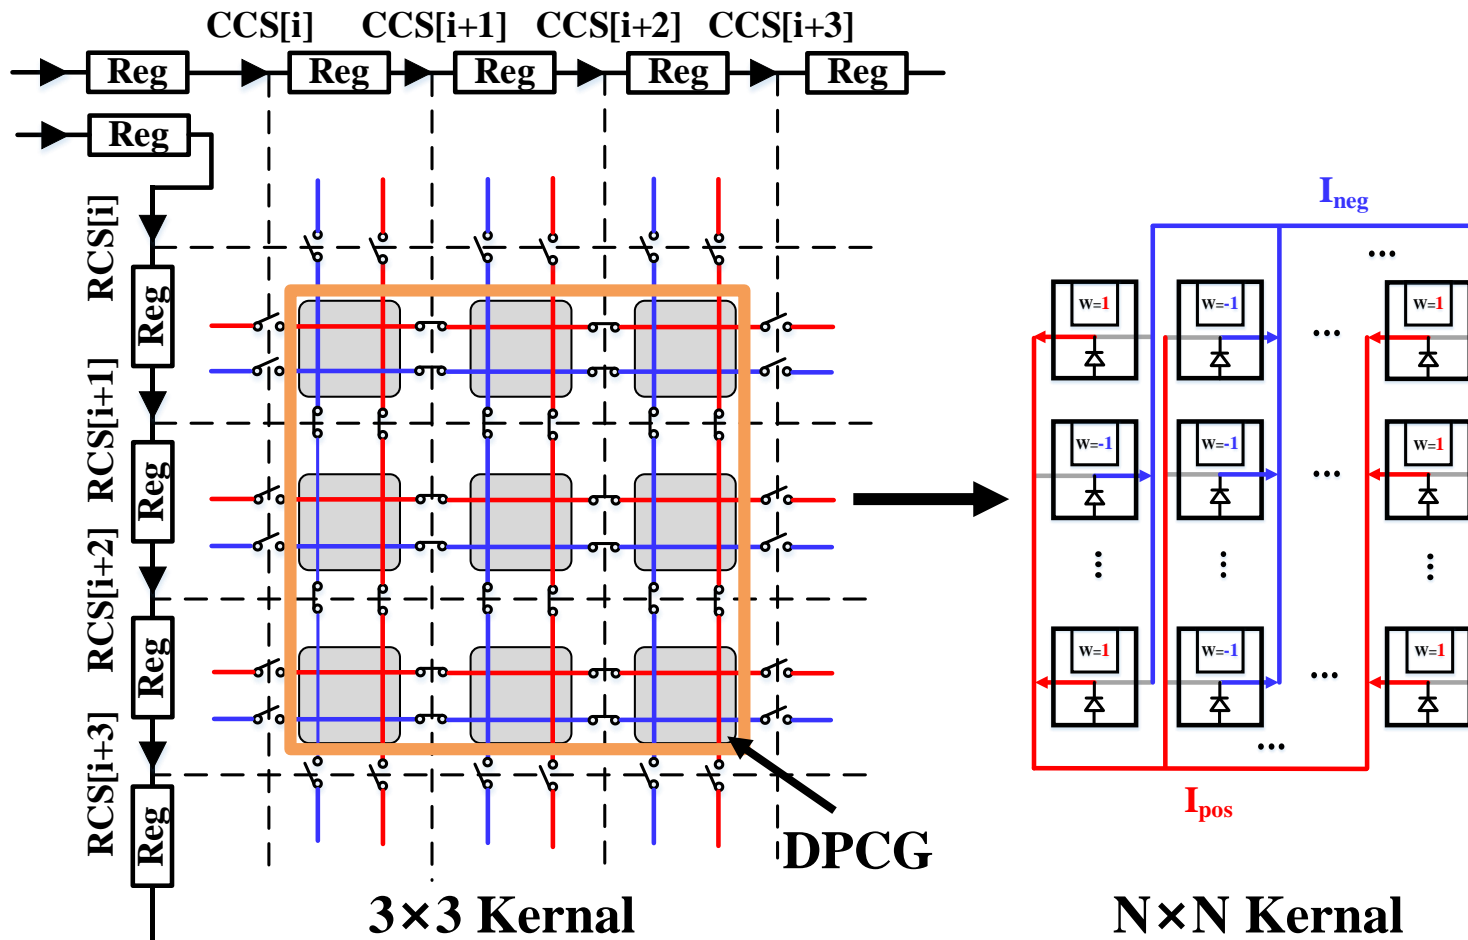 CCS[i] CCS[i+1] CCS[i+2] CCS[i+3]
Reg Reg Reg Reg Reg
Reg
RCS[i]
Reg
RCS[i+1]
Reg
RCS[i+2]
Reg
RCS[i+3]
Reg
DPCG
3×3 Kernal
Ineg
...
W=1 W=-1 ... W=1
W=-1 W=-1 ... W=1
... ... ...
W=1 W=-1 ... W=1
...
Ipos
N×N Kernal